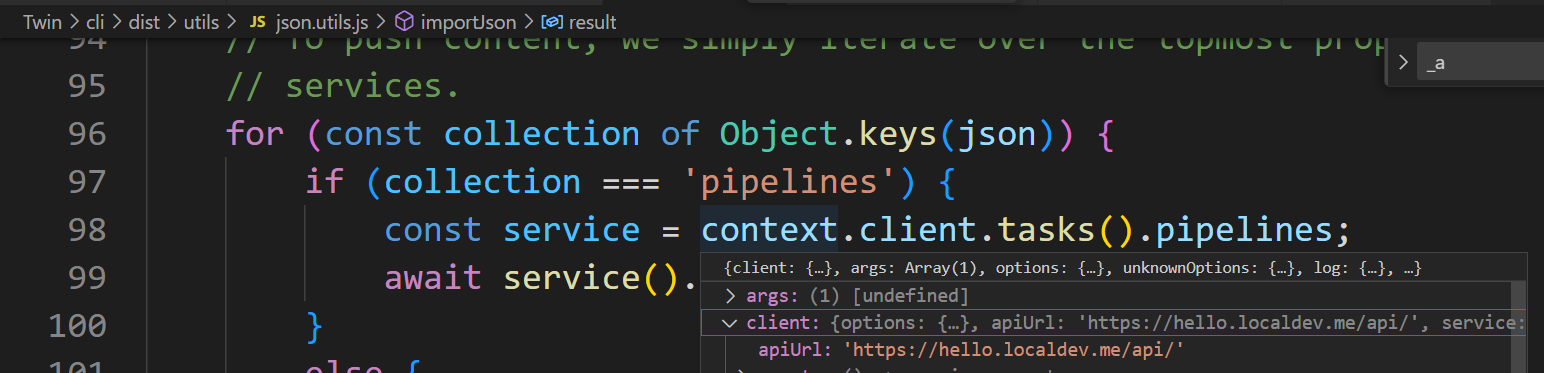 Twin > cli > dist > utils > JS json.utils.js > importJson > result
94 // To push content, we simply iterate over the topmost prop
> _a
95 // services.
96 for (const collection of Object.keys(json)) {
97 if (collection === 'pipelines') {
98 const service = context.client.tasks().pipelines;
99 await service().
{client: {…}, args: Array(1), options: {…}, unknownOptions: {…}, log: {…}, …}
> args: (1) [undefined]
100 }
client: {options: {…}, apiUrl: 'https://hello.localdev.me/api/', service:
apiUrl: 'https://hello.localdev.me/api/'
101 else {